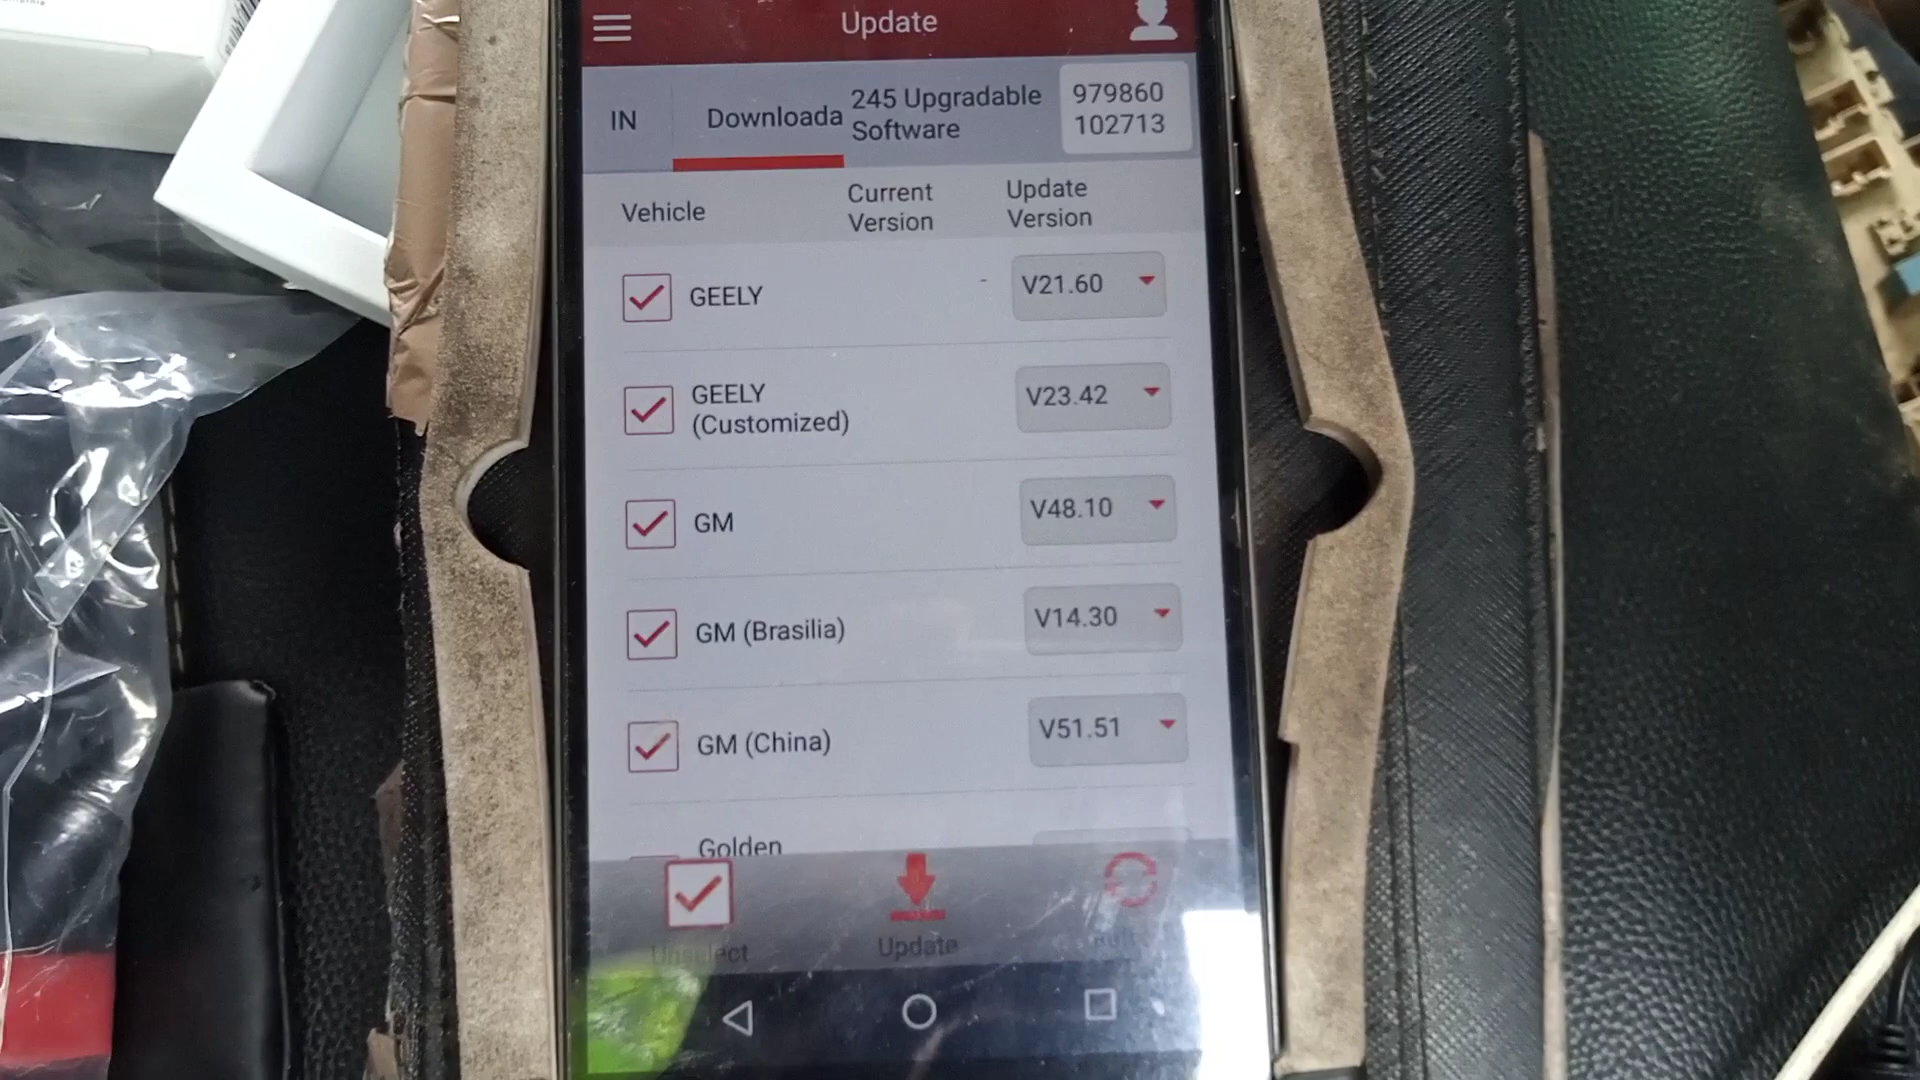 Update
IN
Downloada
245 Upgradable
Software
979860
102713
Vehicle
Current
Version
Update
Version
GEELY
-
V21.60
GEELY
(Customized)
V23.42
GM
V48.10
GM (Brasilia)
V14.30
GM (China)
V51.51
Golden
Unselect
Update